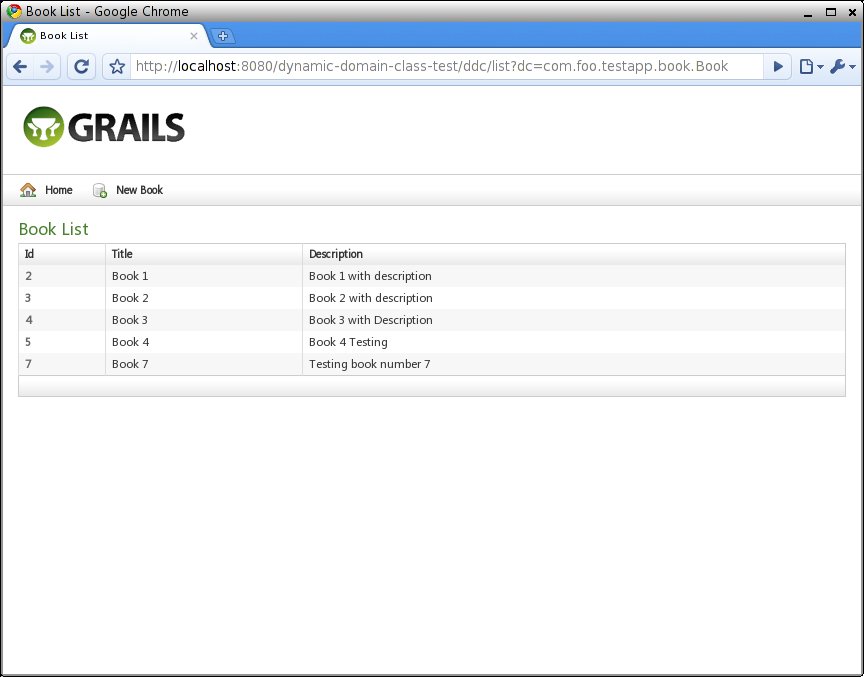 Book List - Google Chrome
Book List
http://localhost:8080/dynamic-domain-class-test/ddc/list?dc=com.foo.testapp.book.Book
GRAILS
Home New Book
Book List
Id Title Description
2 Book 1 Book 1 with description
3 Book 2 Book 2 with description
4 Book 3 Book 3 with Description
5 Book 4 Book 4 Testing
7 Book 7 Testing book number 7